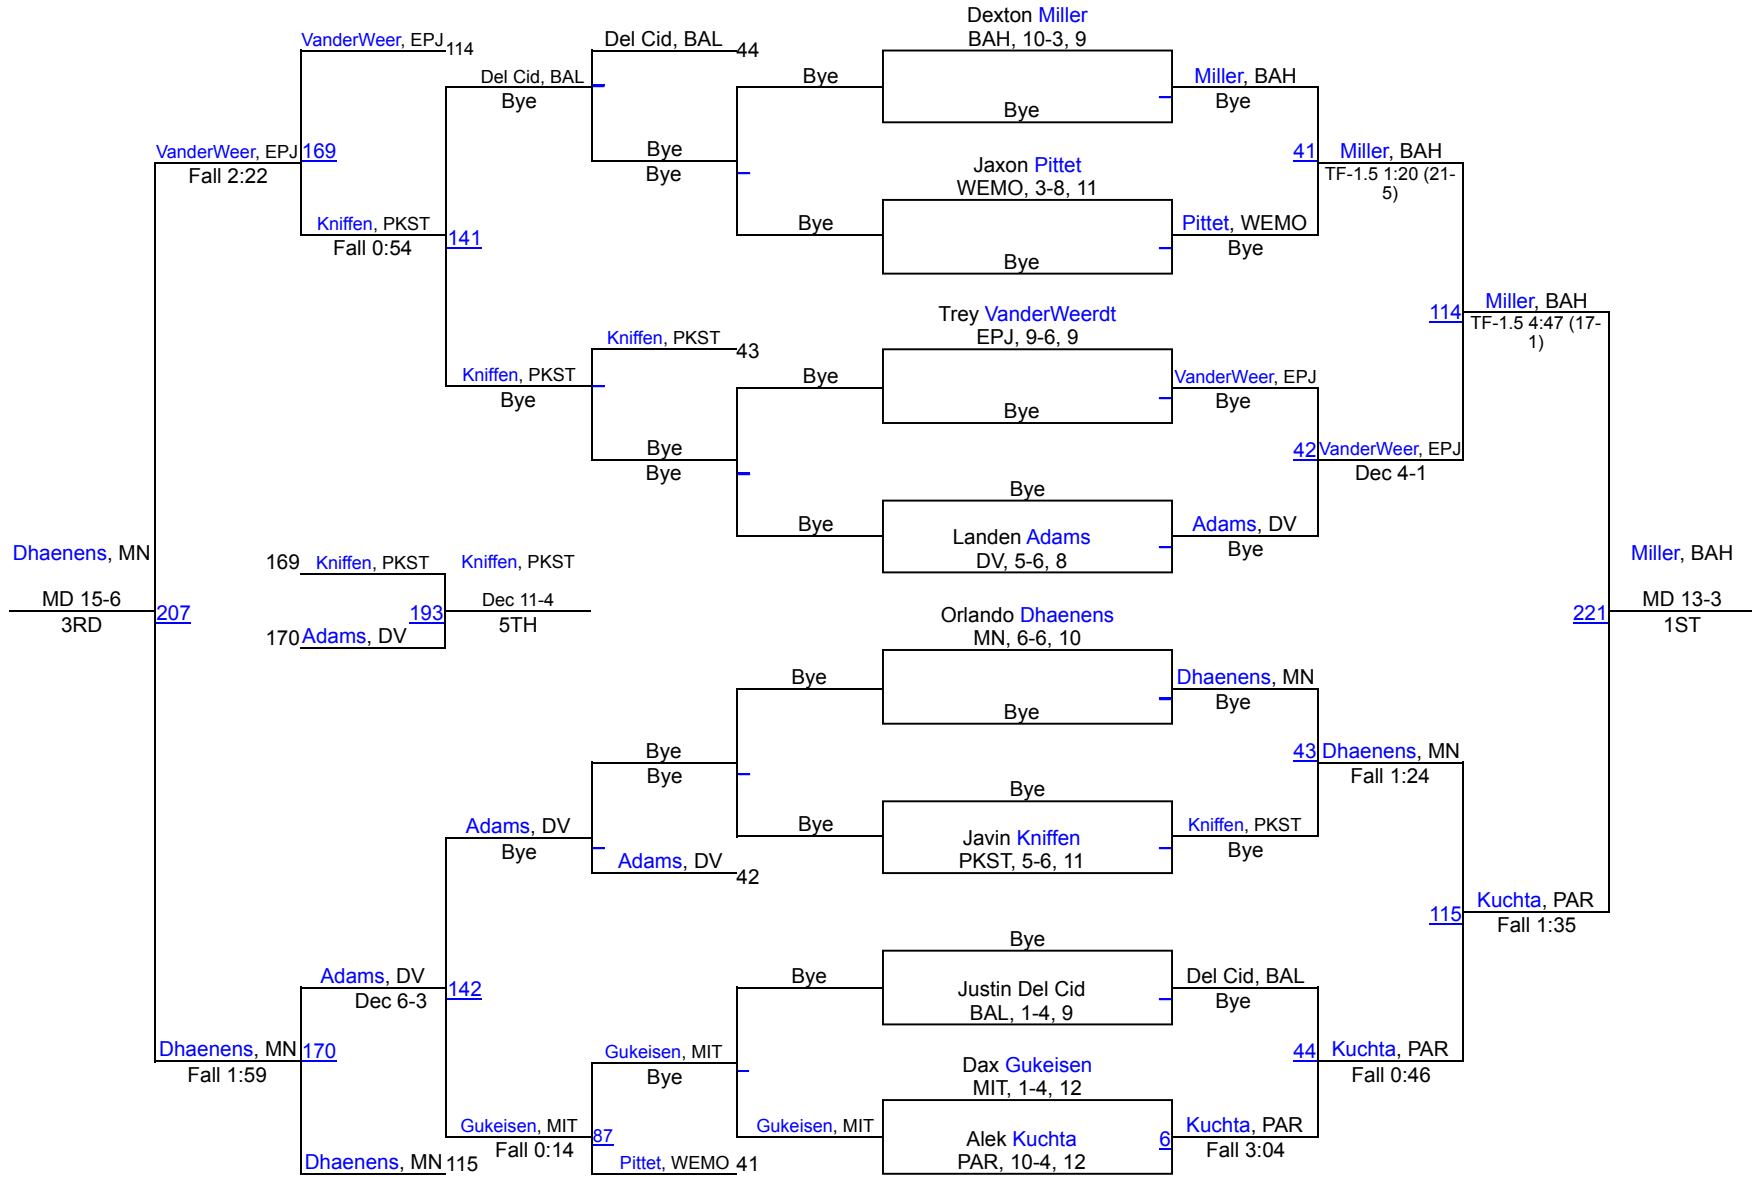 Dexton Miller
BAH, 10-3, 9
VanderWeer, EPJ
114
Del Cid, BAL
44
Del Cid, BAL
Bye
Bye
Bye
Miller, BAH
Bye
VanderWeer, EPJ
169
Fall 2:22
Bye
Bye
Jaxon Pittet
WEMO, 3-8, 11
41
Miller, BAH
TF-1.5 1:20 (21-
5)
Kniffen, PKST
141
Fall 0:54
Bye
Bye
Pittet, WEMO
Bye
Trey VanderWeerdt
EPJ, 9-6, 9
114
Miller, BAH
TF-1.5 4:47 (17-
1)
Kniffen, PKST
43
Kniffen, PKST
Bye
Bye
Bye
VanderWeer, EPJ
Bye
Bye
Bye
42
VanderWeer, EPJ
Dec 4-1
Bye
Bye
Landen Adams
DV, 5-6, 8
Adams, DV
Bye
Dhaenens, MN
MD 15-6
3RD
207
169
Kniffen, PKST
170
Adams, DV
193
Kniffen, PKST
Dec 11-4
5TH
Miller, BAH
221
MD 13-3
1ST
Orlando Dhaenens
MN, 6-6, 10
Bye
Bye
Dhaenens, MN
Bye
Bye
Bye
43
Dhaenens, MN
Fall 1:24
Bye
Adams, DV
Bye
Bye
Javin Kniffen
PKST, 5-6, 11
Kniffen, PKST
Bye
Adams, DV
42
115
Kuchta, PAR
Fall 1:35
Bye
Adams, DV
142
Dec 6-3
Bye
Justin Del Cid
BAL, 1-4, 9
Del Cid, BAL
Bye
Dhaenens, MN
170
Fall 1:59
Gukeisen, MIT
Bye
Dax Gukeisen
MIT, 1-4, 12
44
Kuchta, PAR
Fall 0:46
Gukeisen, MIT
87
Fall 0:14
Gukeisen, MIT
Alek Kuchta
PAR, 10-4, 12
6
Kuchta, PAR
Fall 3:04
Dhaenens, MN
115
Pittet, WEMO
41